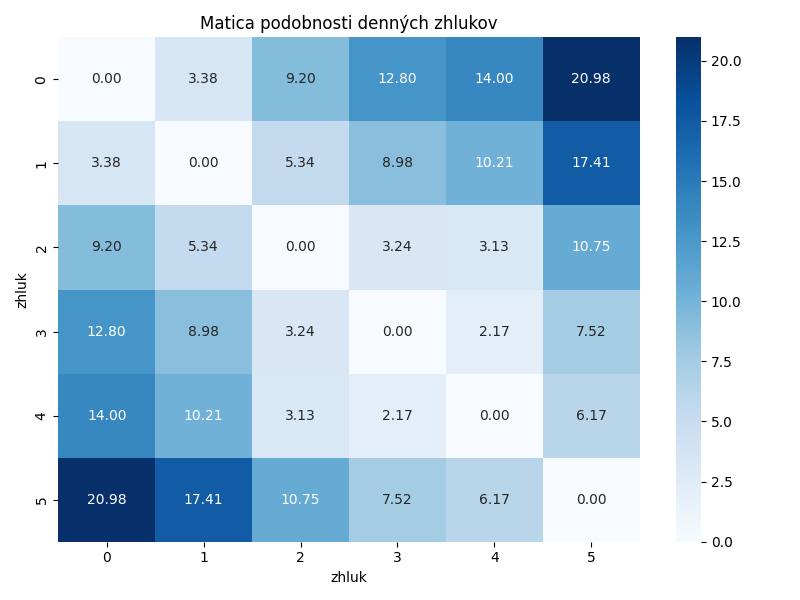 Matica podobnosti denných zhlukov
0 0.00 3.38 9.20 12.80 14.00 20.98
1 3.38 0.00 5.34 8.98 10.21 17.41
2 9.20 5.34 0.00 3.24 3.13 10.75
3 12.80 8.98 3.24 0.00 2.17 7.52
4 14.00 10.21 3.13 2.17 0.00 6.17
5 20.98 17.41 10.75 7.52 6.17 0.00
zhluk
0 1 2 3 4 5
zhluk
20.0
17.5
15.0
12.5
10.0
7.5
5.0
2.5
0.0